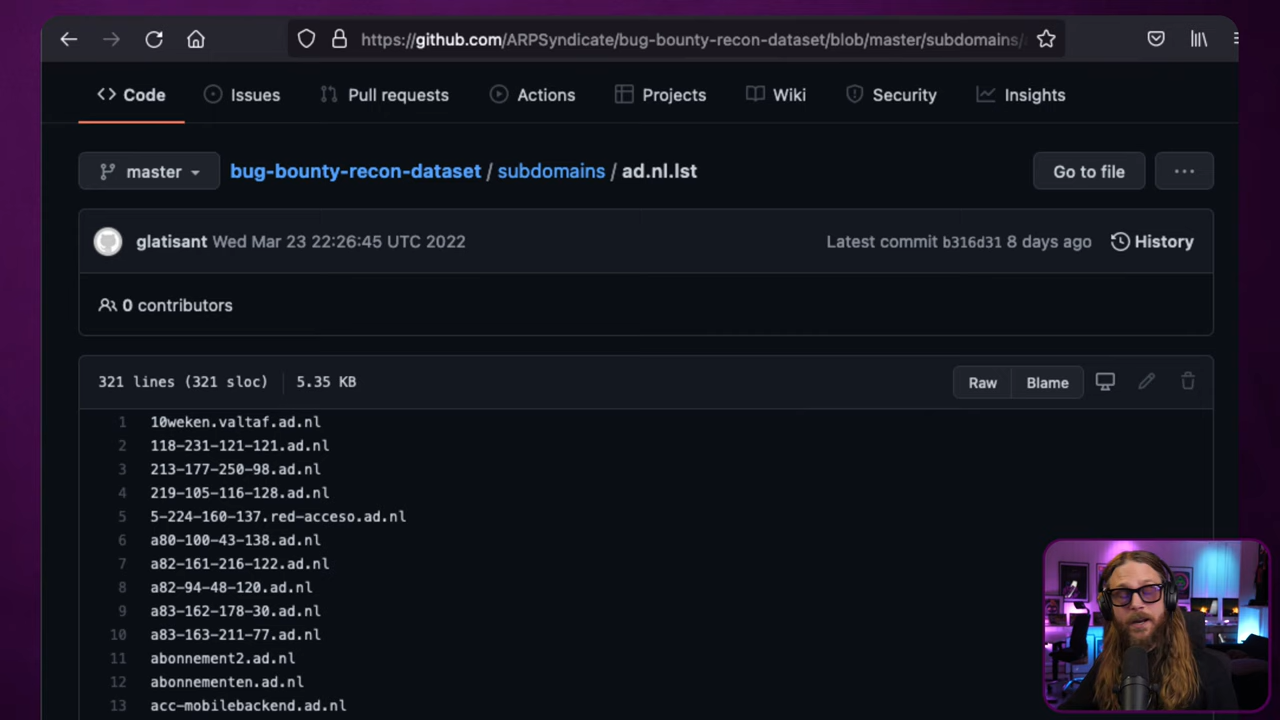 https://github.com/ARPSyndicate/bug-bounty-recon-dataset/blob/master/subdomains/
Code Issues Pull requests Actions Projects Wiki Security Insights
master bug-bounty-recon-dataset / subdomains / ad.nl.lst Go to file ...
glatisant Wed Mar 23 22:26:45 UTC 2022 Latest commit b316d31 8 days ago History
0 contributors
321 lines (321 sloc) 5.35 KB Raw Blame
1 10weken.valtaf.ad.nl
2 118-231-121-121.ad.nl
3 213-177-250-98.ad.nl
4 219-105-116-128.ad.nl
5 5-224-160-137.red-acceso.ad.nl
6 a80-100-43-138.ad.nl
7 a82-161-216-122.ad.nl
8 a82-94-48-120.ad.nl
9 a83-162-178-30.ad.nl
10 a83-163-211-77.ad.nl
11 abonnement2.ad.nl
12 abonnementen.ad.nl
13 acc-mobilebackend.ad.nl